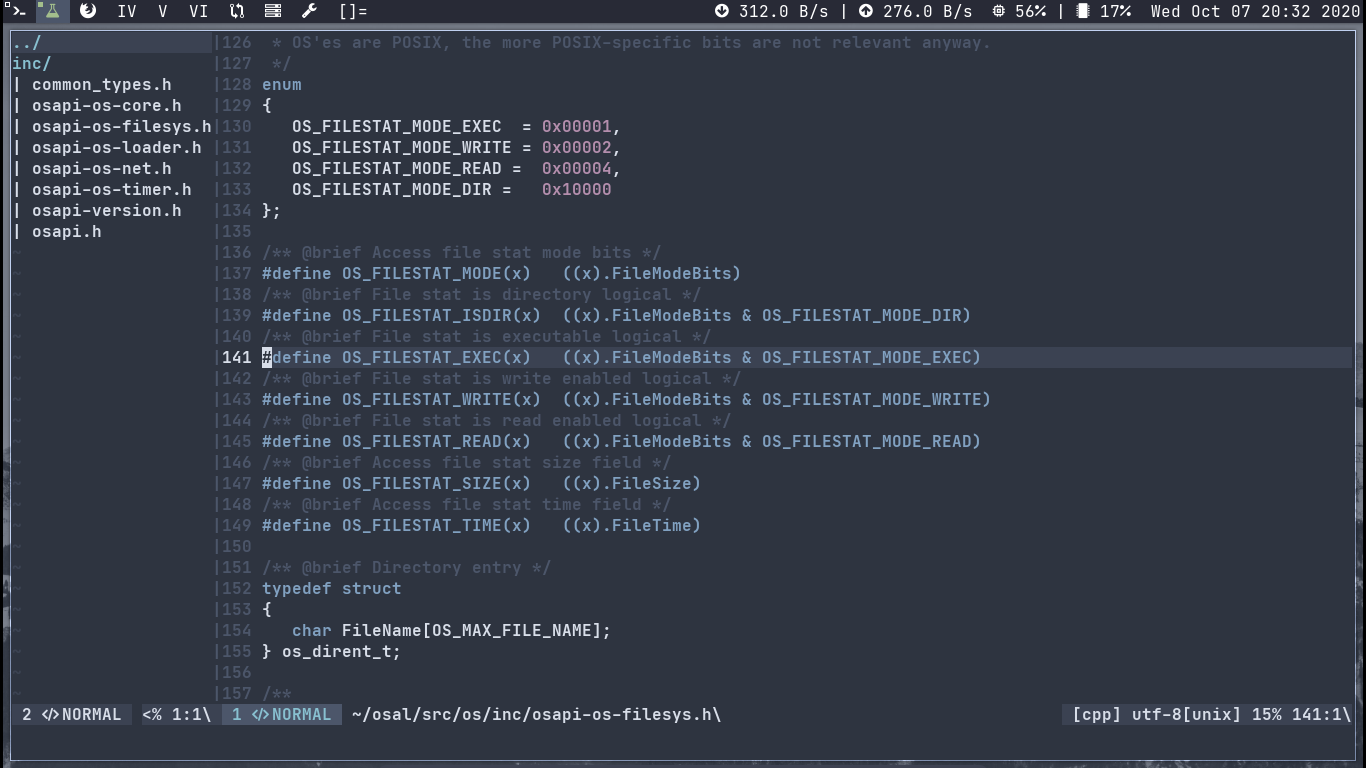 IV V VI []= 312.0 B/s | 276.0 B/s | 56% | 17% Wed Oct 07 20:32 2020
../
inc/
| common_types.h
| osapi-os-core.h
| osapi-os-filesys.h
| osapi-os-loader.h
| osapi-os-net.h
| osapi-os-timer.h
| osapi-version.h
| osapi.h
|126  * OS'es are POSIX, the more POSIX-specific bits are not relevant anyway.
|127  */
|128 enum
|129 {
|130    OS_FILESTAT_MODE_EXEC  = 0x00001,
|131    OS_FILESTAT_MODE_WRITE = 0x00002,
|132    OS_FILESTAT_MODE_READ =  0x00004,
|133    OS_FILESTAT_MODE_DIR =   0x10000
|134 };
|135
|136 /** @brief Access file stat mode bits */
|137 #define OS_FILESTAT_MODE(x)   ((x).FileModeBits)
|138 /** @brief File stat is directory logical */
|139 #define OS_FILESTAT_ISDIR(x)  ((x).FileModeBits & OS_FILESTAT_MODE_DIR)
|140 /** @brief File stat is executable logical */
|141 #define OS_FILESTAT_EXEC(x)   ((x).FileModeBits & OS_FILESTAT_MODE_EXEC)
|142 /** @brief File stat is write enabled logical */
|143 #define OS_FILESTAT_WRITE(x)  ((x).FileModeBits & OS_FILESTAT_MODE_WRITE)
|144 /** @brief File stat is read enabled logical */
|145 #define OS_FILESTAT_READ(x)   ((x).FileModeBits & OS_FILESTAT_MODE_READ)
|146 /** @brief Access file stat size field */
|147 #define OS_FILESTAT_SIZE(x)   ((x).FileSize)
|148 /** @brief Access file stat time field */
|149 #define OS_FILESTAT_TIME(x)   ((x).FileTime)
|150
|151 /** @brief Directory entry */
|152 typedef struct
|153 {
|154    char FileName[OS_MAX_FILE_NAME];
|155 } os_dirent_t;
|156
|157 /**
2 </>NORMAL <% 1:1\ 1 </>NORMAL ~/osal/src/os/inc/osapi-os-filesys.h\ [cpp] utf-8[unix] 15% 141:1\